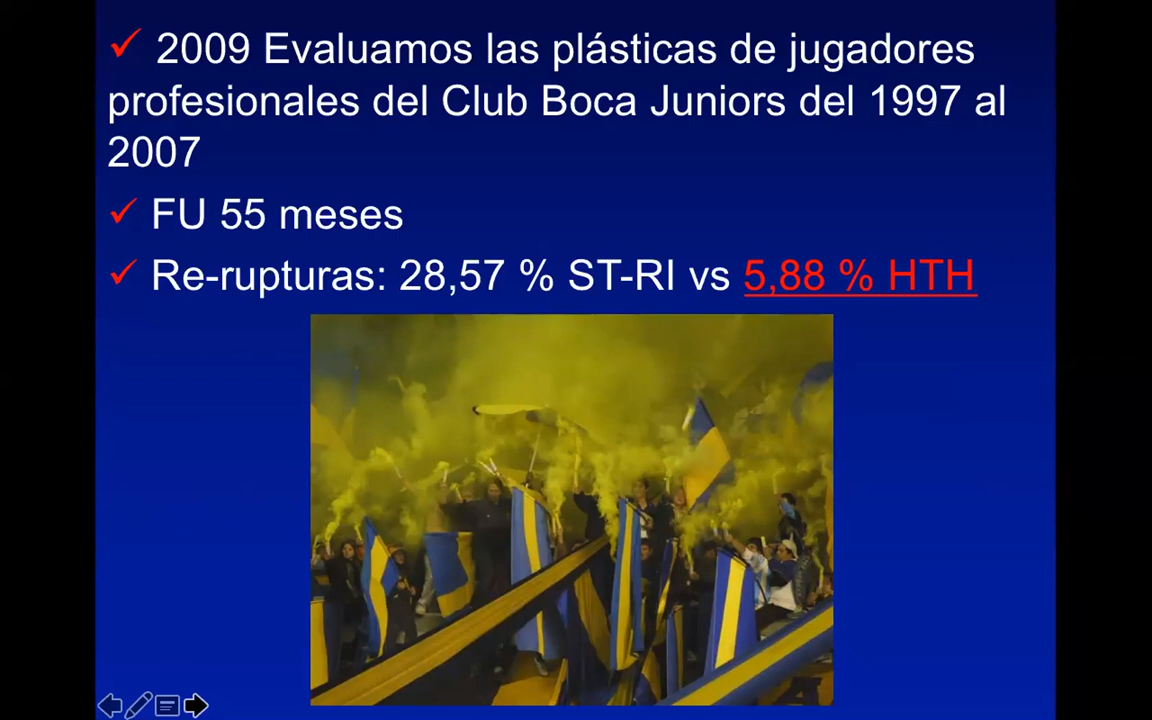 ✓ 2009 Evaluamos las plásticas de jugadores
profesionales del Club Boca Juniors del 1997 al
2007
✓ FU 55 meses
✓ Re-rupturas: 28,57 % ST-RI vs 5,88 % HTH